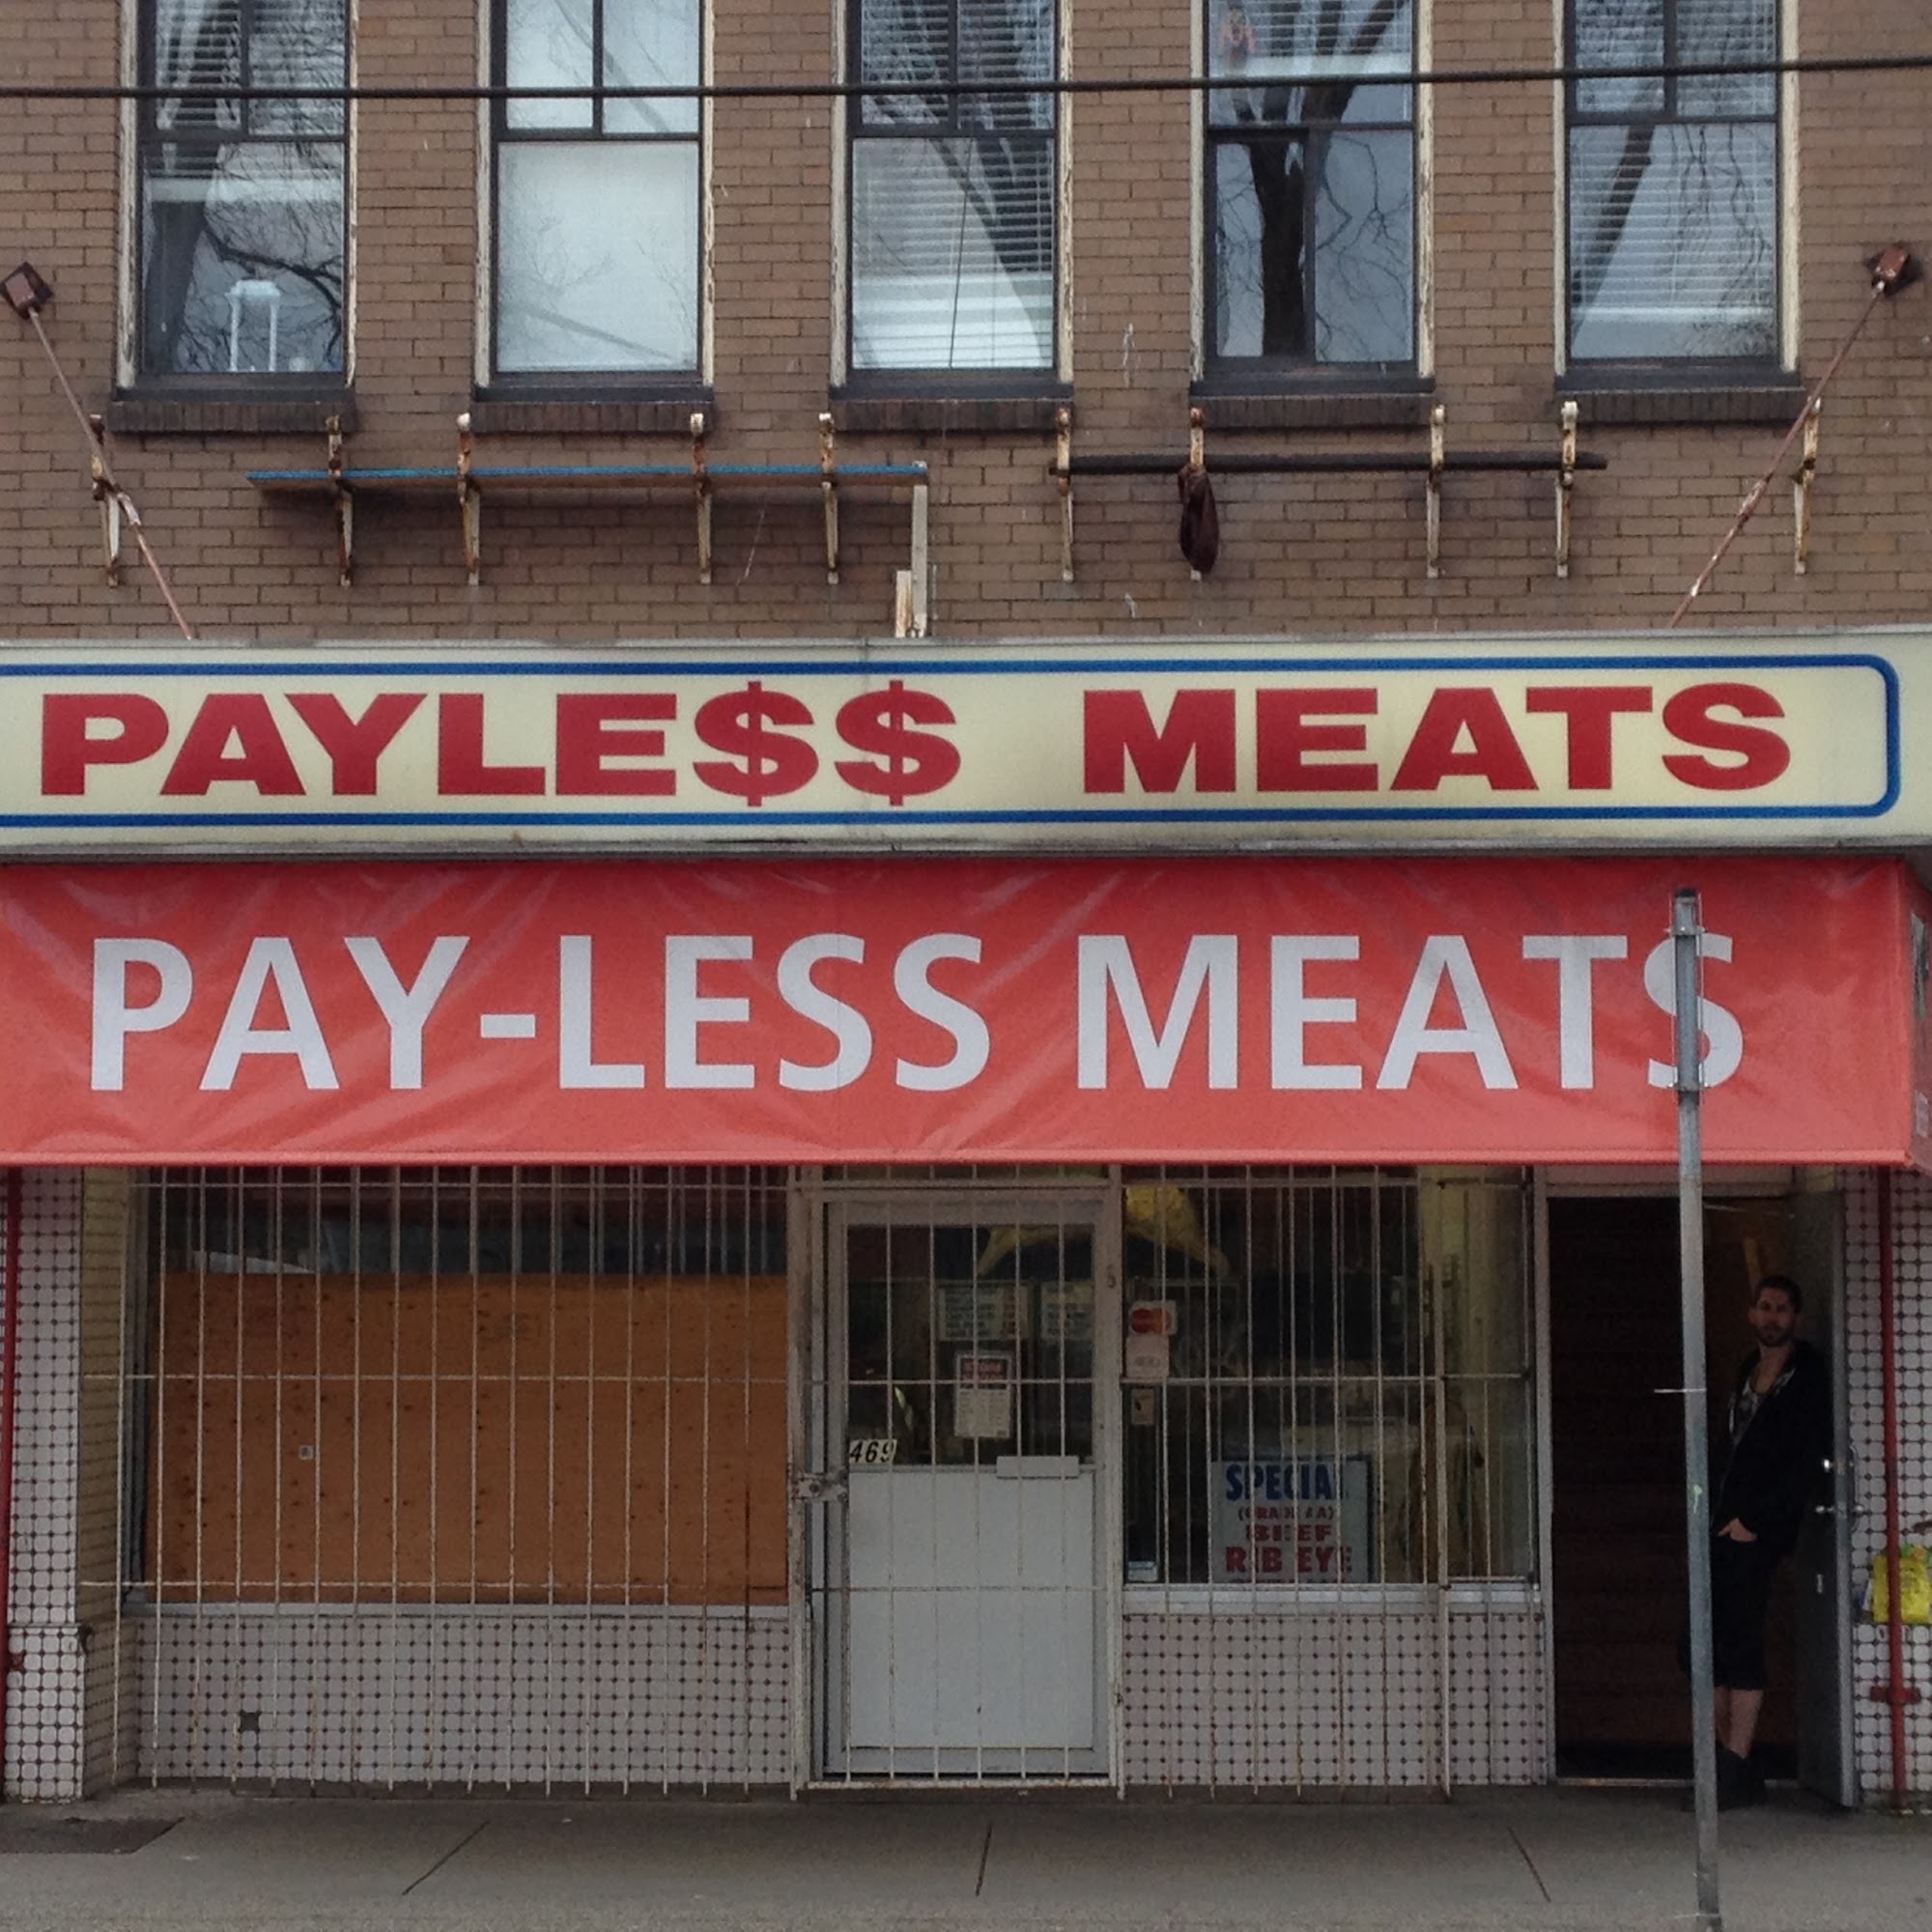 PAYLE$$ MEATS
PAY-LESS MEATS
469
SPECIAL
BEEF
RIB EYE